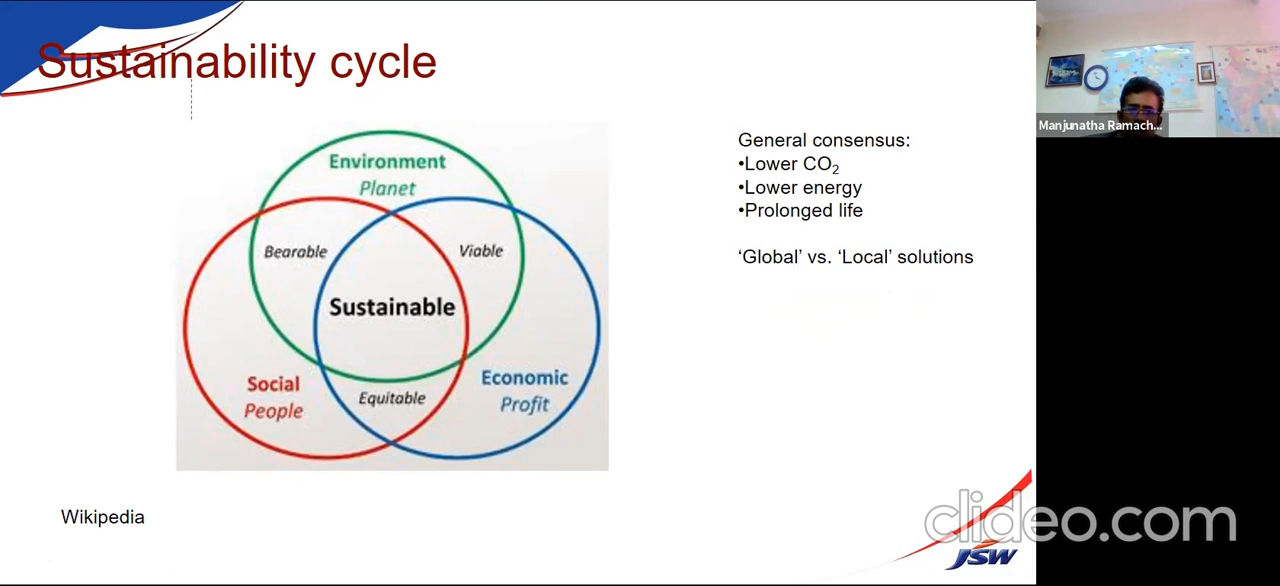 Sustainability cycle
Environment
Planet
Bearable
Viable
Sustainable
Social
People
Economic
Profit
Equitable
General consensus:
•Lower CO₂
•Lower energy
•Prolonged life
‘Global’ vs. ‘Local’ solutions
Wikipedia
Manjunatha Ramach...
clideo.com
JSW